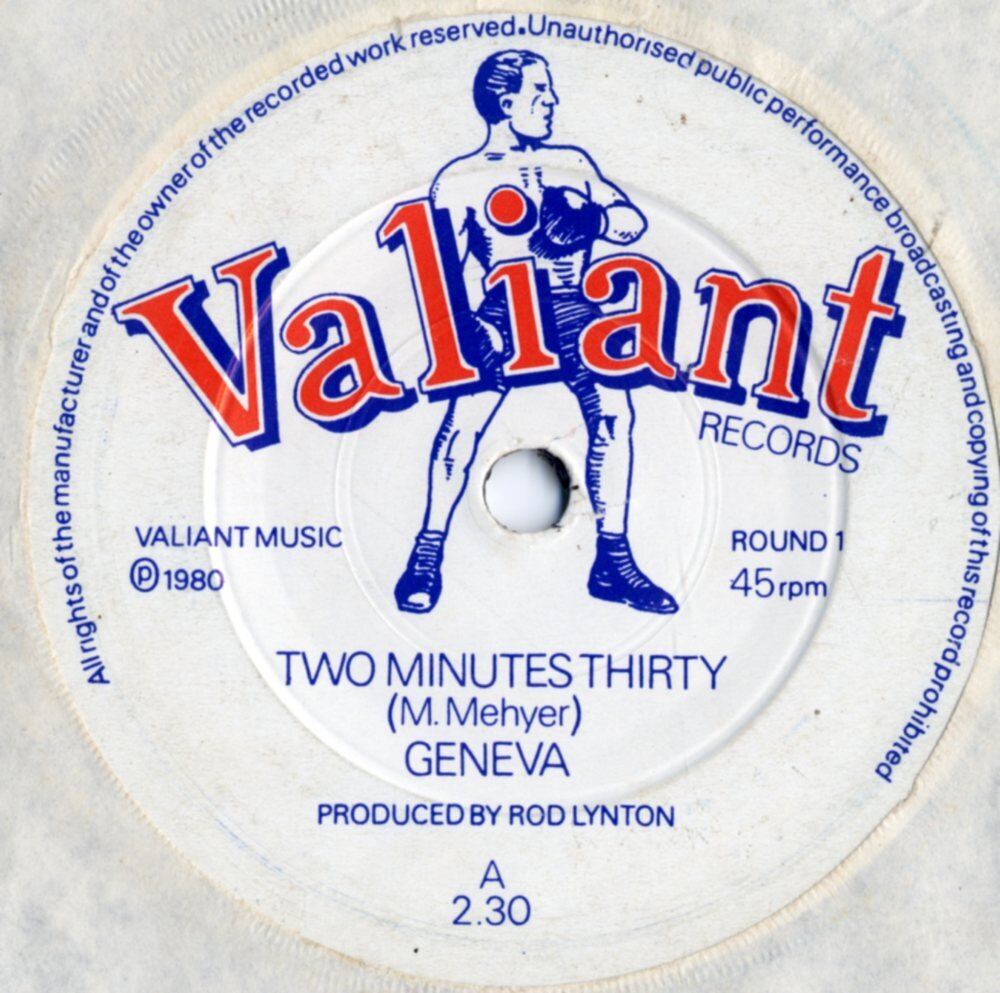 All rights of the manufacturer and of the owner of the recorded work reserved. Unauthorised public performance broadcasting and copying of this record prohibited
Valiant
RECORDS
VALIANT MUSIC
Ⓟ 1980
ROUND 1
45 rpm
TWO MINUTES THIRTY
(M. Mehyer)
GENEVA
PRODUCED BY ROD LYNTON
A
2.30